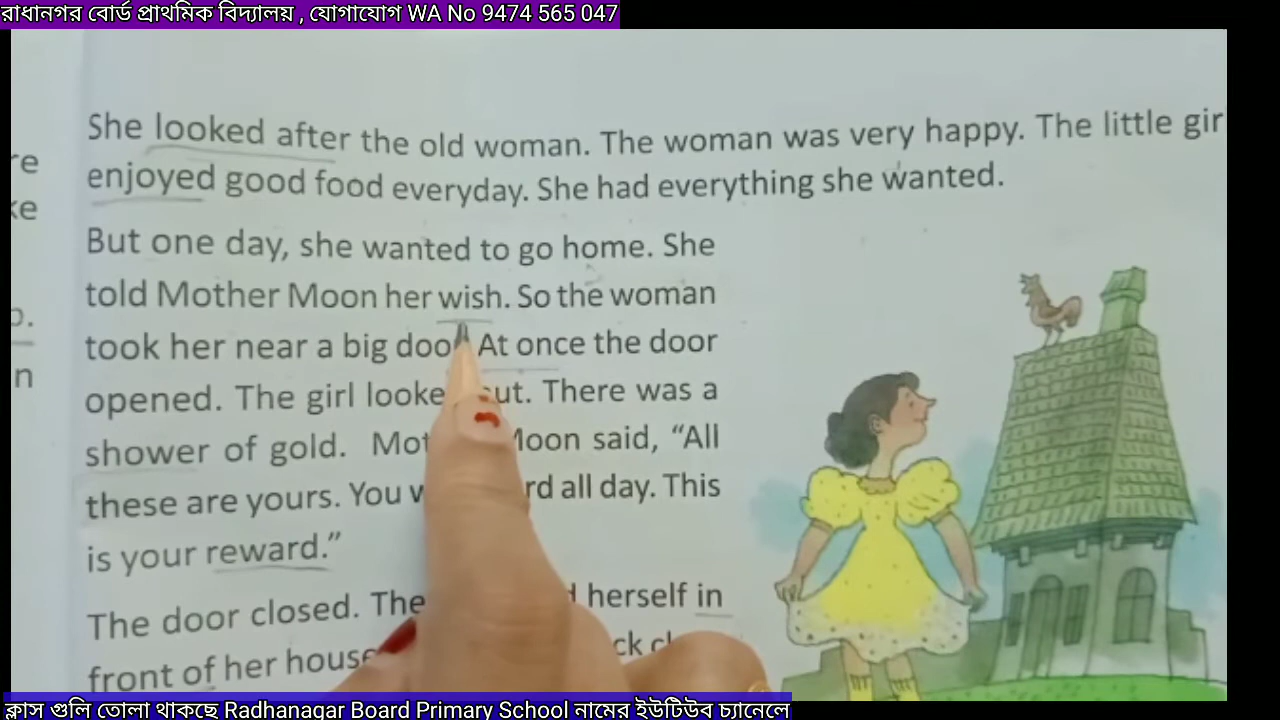 রাধানগর বোর্ড প্রাথমিক বিদ্যালয় , যোগাযোগ WA No 9474 565 047
She looked after the old woman. The woman was very happy. The little gir
enjoyed good food everyday. She had everything she wanted.
But one day, she wanted to go home. She
told Mother Moon her wish. So the woman
took her near a big doo At once the door
opened. The girl looke out. There was a
shower of gold. Mot Moon said, “All
these are yours. You w rd all day. This
is your reward.”
The door closed. The herself in
front of her house
ক্লাস গুলি তোলা থাকছে Radhanagar Board Primary School নামের ইউটিউব চ্যানেলে